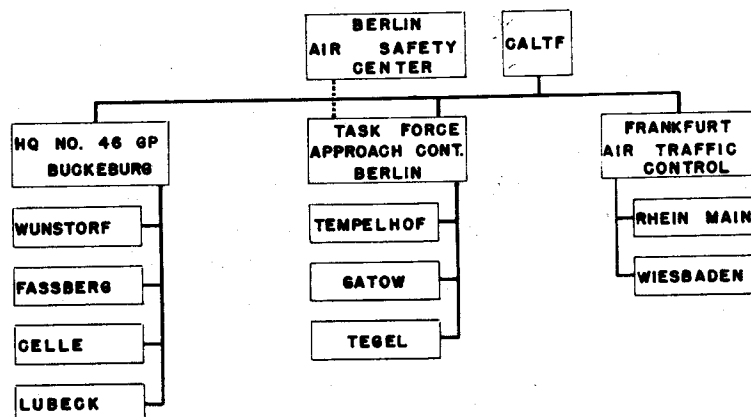 BERLIN
AIR SAFETY
CENTER
CALTF
HQ NO. 46 GP
BUCKEBURG
TASK FORCE
APPROACH CONT.
BERLIN
FRANKFURT
AIR TRAFFIC
CONTROL
WUNSTORF
FASSBERG
CELLE
LUBECK
TEMPELHOF
GATOW
TEGEL
RHEIN MAIN
WIESBADEN